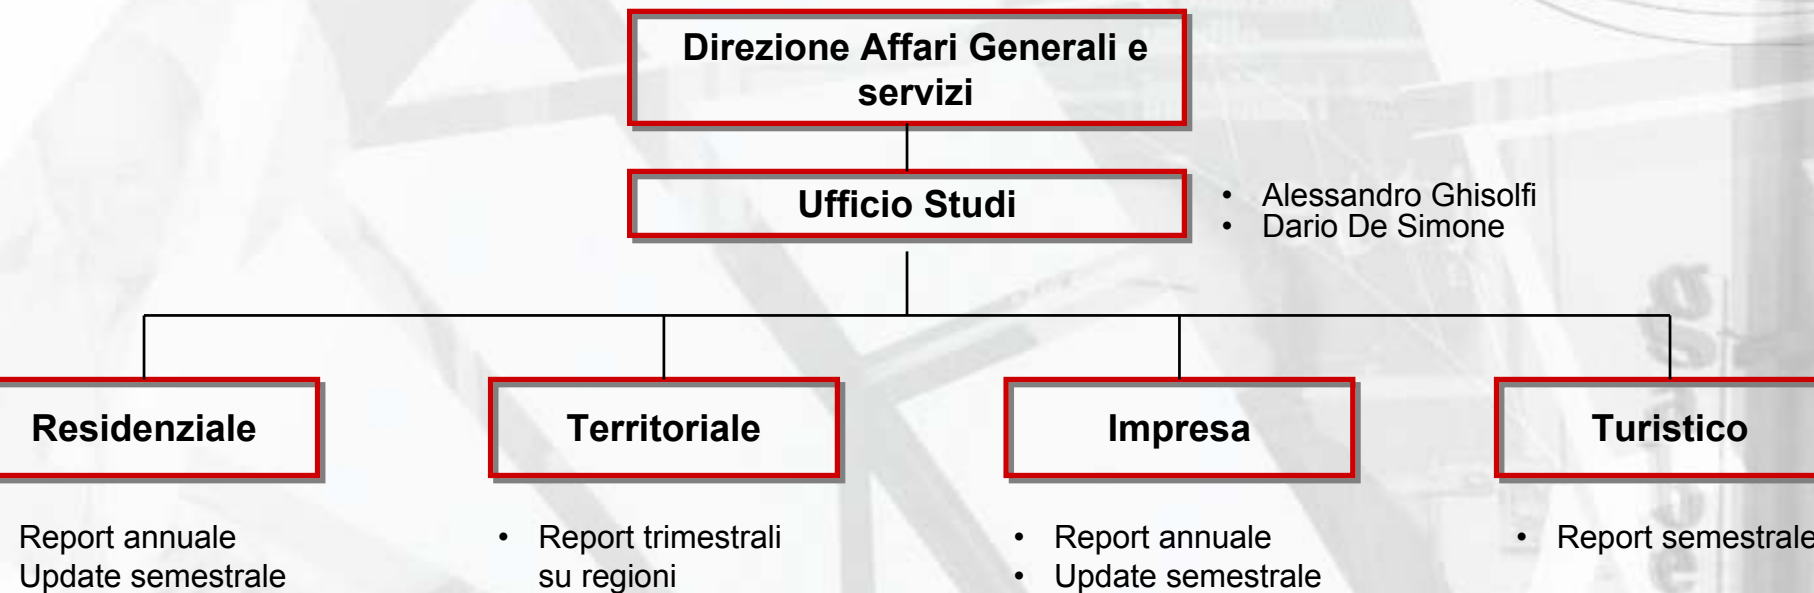 Direzione Affari Generali e
servizi
Ufficio Studi
• Alessandro Ghisolfi
• Dario De Simone
Residenziale
Territoriale
Impresa
Turistico
Report annuale
Update semestrale
• Report trimestrali
su regioni
• Report annuale
• Update semestrale
• Report semestrale